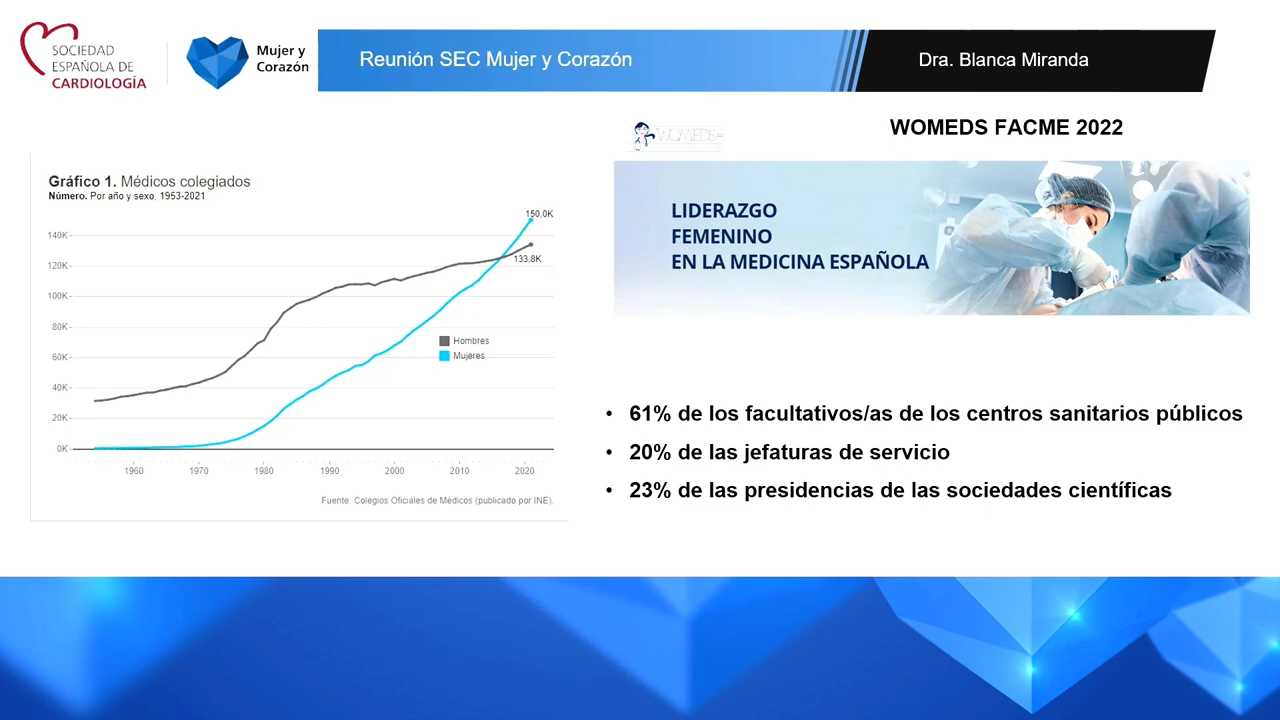 SOCIEDAD
ESPAÑOLA DE
CARDIOLOGÍA
Mujer y
Corazón
Reunión SEC Mujer y Corazón
Dra. Blanca Miranda
Gráfico 1. Médicos colegiados
Número. Por año y sexo, 1953-2021
150,0K
140K
133,8K
120K
100K
80K
60K
40K
20K
0K
Hombres
Mujeres
1960 1970 1980 1990 2000 2010 2020
Fuente: Colegios Oficiales de Médicos (publicado por INE).
WOMEDS
WOMEDS FACME 2022
LIDERAZGO
FEMENINO
EN LA MEDICINA ESPAÑOLA
• 61% de los facultativos/as de los centros sanitarios públicos
• 20% de las jefaturas de servicio
• 23% de las presidencias de las sociedades científicas